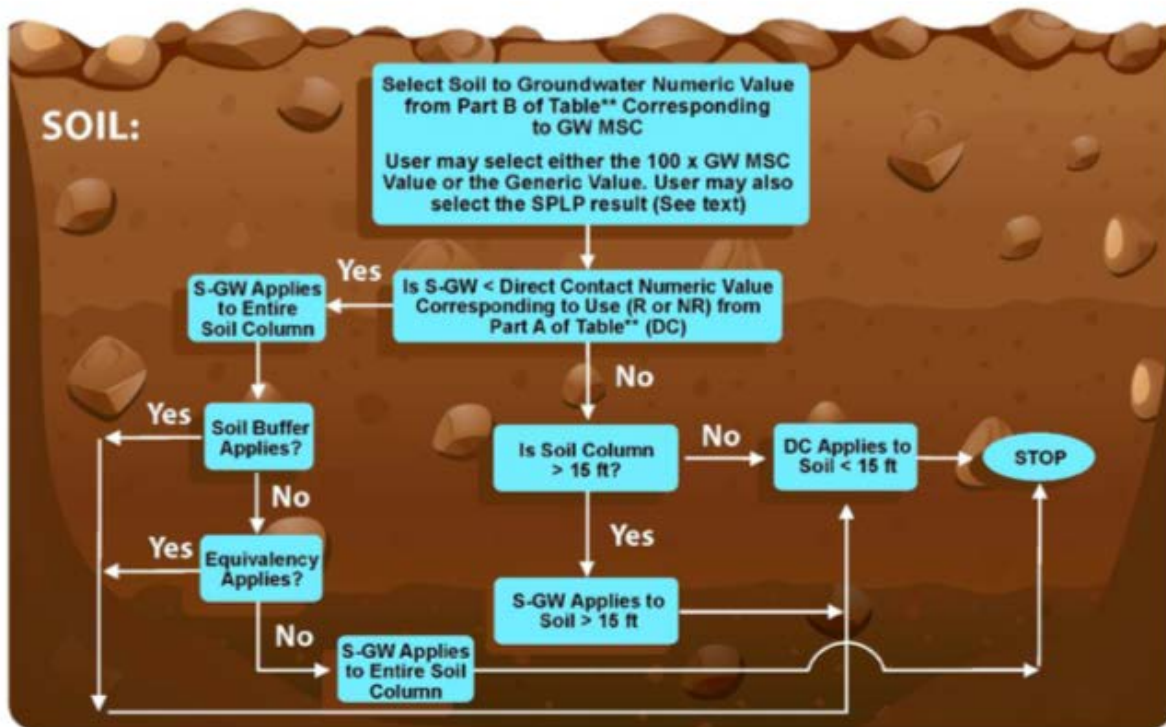 SOIL:
Select Soil to Groundwater Numeric Value
from Part B of Table** Corresponding
to GW MSC
User may select either the 100 x GW MSC
Value or the Generic Value. User may also
select the SPLP result (See text)
Yes
S-GW Applies
to Entire
Soil Column
Is S-GW < Direct Contact Numeric Value
Corresponding to Use (R or NR) from
Part A of Table** (DC)
No
Yes
Soil Buffer
Applies?
Is Soil Column
> 15 ft?
No
DC Applies to
Soil < 15 ft
STOP
No
Yes
Yes
Equivalency
Applies?
S-GW Applies to
Soil > 15 ft
No
S-GW Applies
to Entire Soil
Column